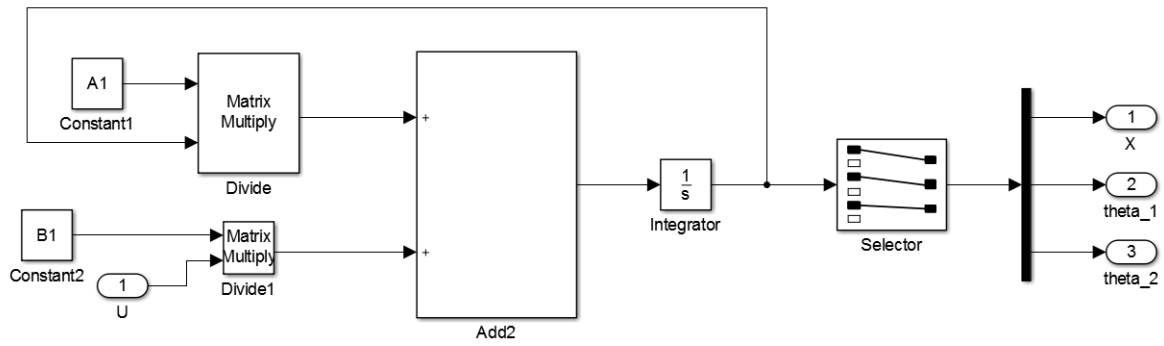 A1
Constant1
Matrix
Multiply
Divide
B1
Constant2
1
U
Matrix
Multiply
Divide1
+
+
Add2
1
s
Integrator
Selector
1
X
2
theta_1
3
theta_2